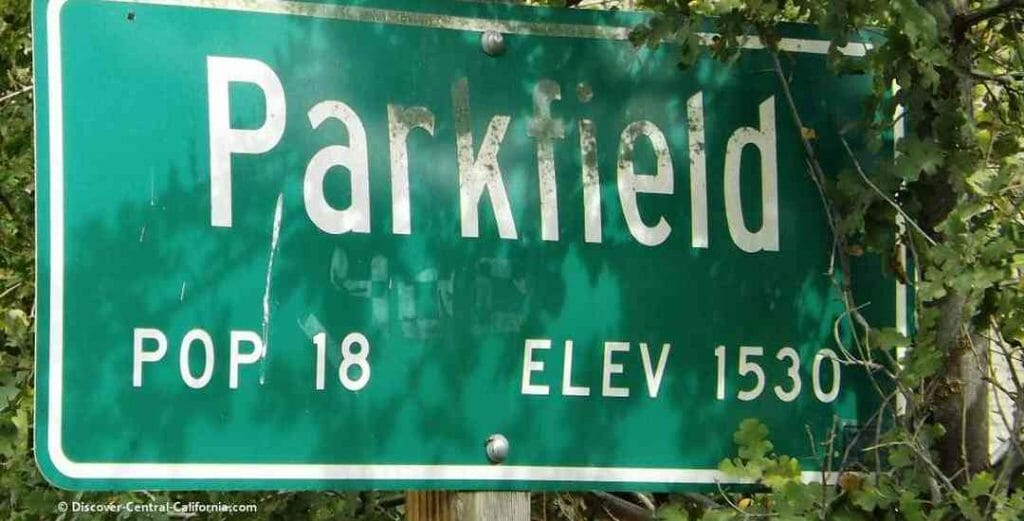 Parkfield
POP 18 ELEV 1530
© Discover-Central-California.com